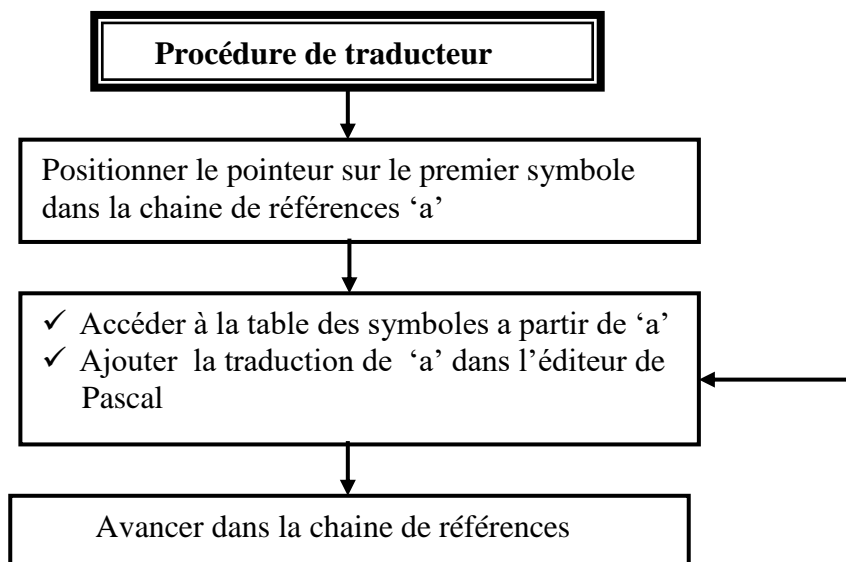 Procédure de traducteur
Positionner le pointeur sur le premier symbole
dans la chaine de références ‘a’
✓ Accéder à la table des symboles a partir de ‘a’
✓ Ajouter la traduction de ‘a’ dans l’éditeur de
Pascal
Avancer dans la chaine de références